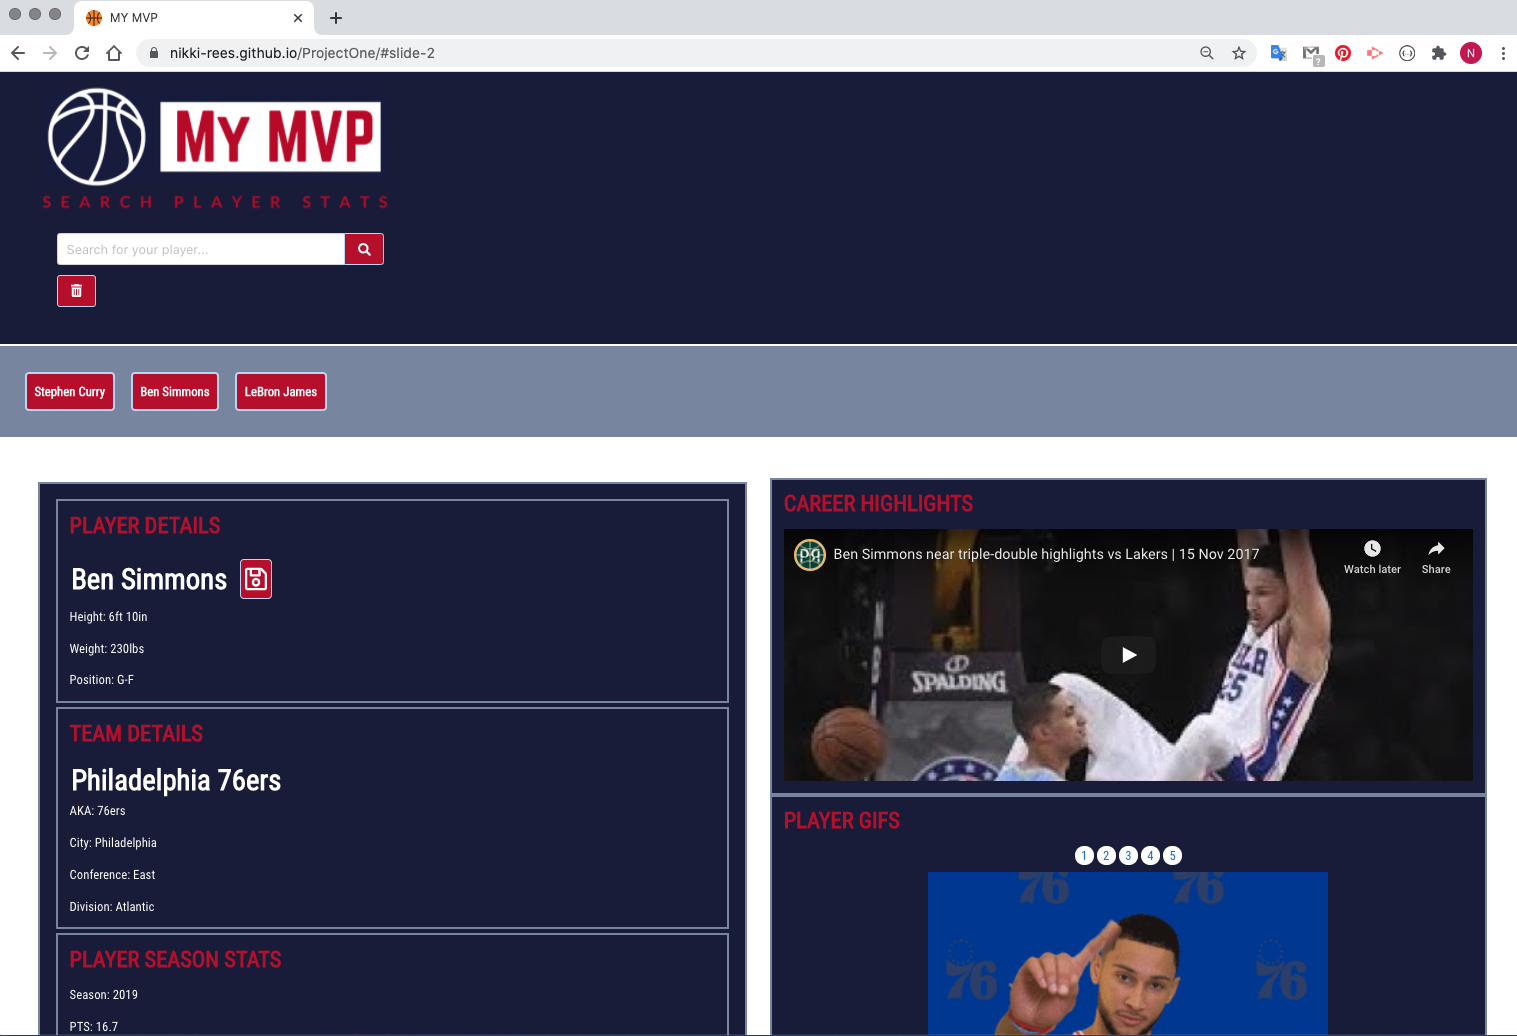 MY MVP
nikki-rees.github.io/ProjectOne/#slide-2
N
MY MVP
SEARCH PLAYER STATS
Search for your player...
Stephen Curry
Ben Simmons
LeBron James
PLAYER DETAILS
Ben Simmons
Height: 6ft 10in
Weight: 230lbs
Position: G-F
TEAM DETAILS
Philadelphia 76ers
AKA: 76ers
City: Philadelphia
Conference: East
Division: Atlantic
PLAYER SEASON STATS
Season: 2019
PTS: 16.7
CAREER HIGHLIGHTS
Ben Simmons near triple-double highlights vs Lakers | 15 Nov 2017
Watch later
Share
SPALDING
25
PLAYER GIFS
1 2 3 4 5
76 76
76 76